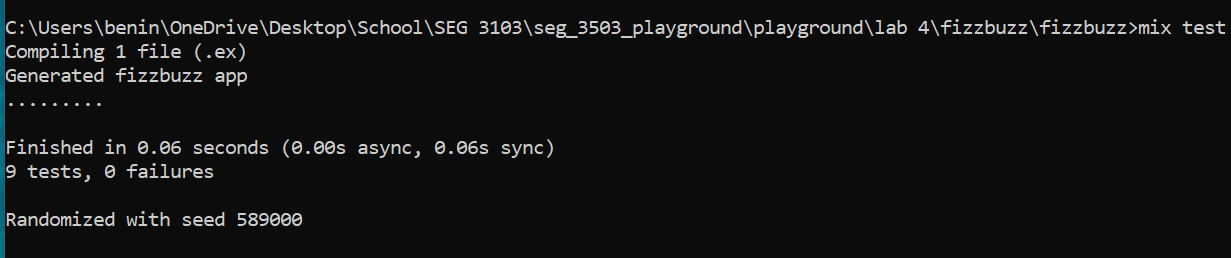 C:\Users\benin\OneDrive\Desktop\School\SEG 3103\seg_3503_playground\playground\lab 4\fizzbuzz\fizzbuzz>mix test
Compiling 1 file (.ex)
Generated fizzbuzz app
.........
Finished in 0.06 seconds (0.00s async, 0.06s sync)
9 tests, 0 failures
Randomized with seed 589000